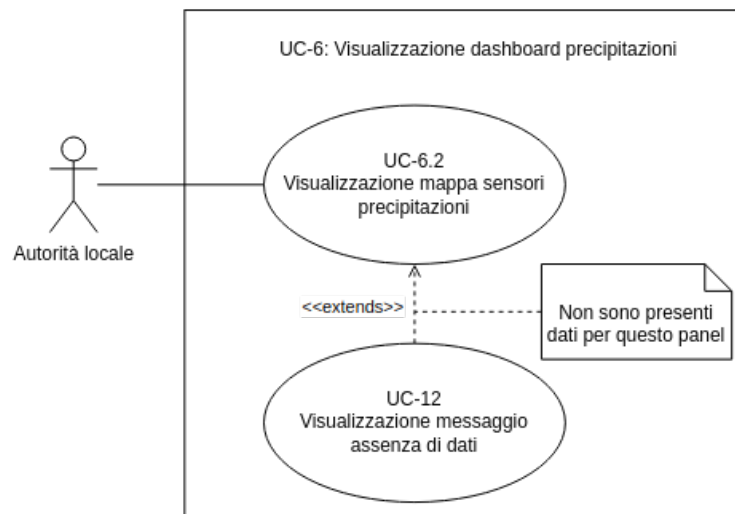 UC-6: Visualizzazione dashboard precipitazioni
UC-6.2
Visualizzazione mappa sensori
precipitazioni
Autorità locale
<<extends>>
Non sono presenti
dati per questo panel
UC-12
Visualizzazione messaggio
assenza di dati